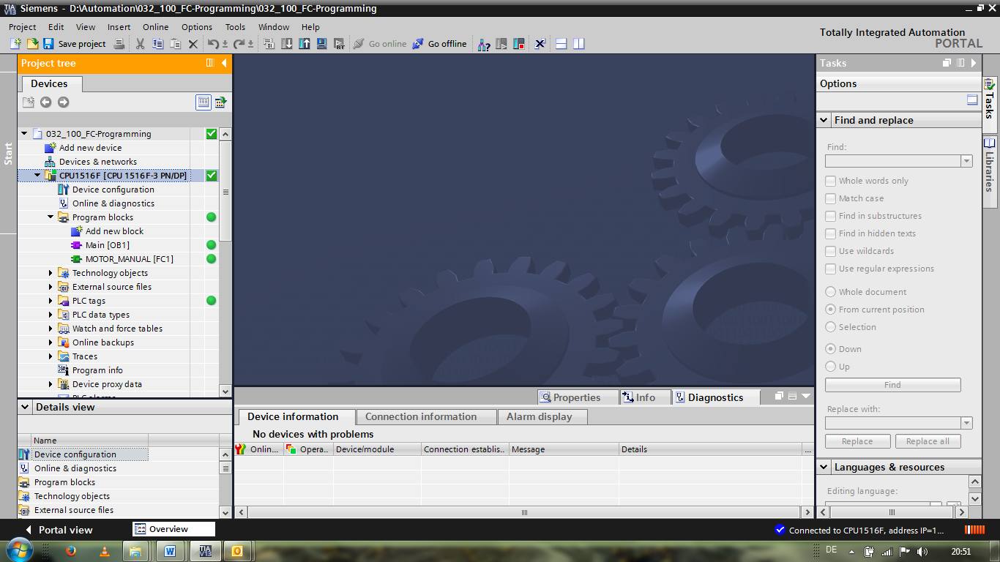 TIA V13 Siemens - D:\Automation\032_100_FC-Programming\032_100_FC-Programming
Project Edit View Insert Online Options Tools Window Help
Totally Integrated Automation
PORTAL
Save project Go online Go offline
Project tree
Devices
Start
032_100_FC-Programming
Add new device
Devices & networks
CPU1516F [CPU 1516F-3 PN/DP]
Device configuration
Online & diagnostics
Program blocks
Add new block
Main [OB1]
MOTOR_MANUAL [FC1]
Technology objects
External source files
PLC tags
PLC data types
Watch and force tables
Online backups
Traces
Program info
Device proxy data
Details view
Name
Device configuration
Online & diagnostics
Program blocks
Technology objects
External source files
Properties Info Diagnostics
Device information Connection information Alarm display
No devices with problems
Onlin... Opera.. Device/module Connection establis.. Message Details ...
Tasks
Options
Find and replace
Find:
Whole words only
Match case
Find in substructures
Find in hidden texts
Use wildcards
Use regular expressions
Whole document
From current position
Selection
Down
Up
Find
Replace with:
Replace Replace all
Languages & resources
Editing language:
Tasks
Libraries
Portal view Overview Connected to CPU1516F, address IP=1...
TIA V13 DE 20:51